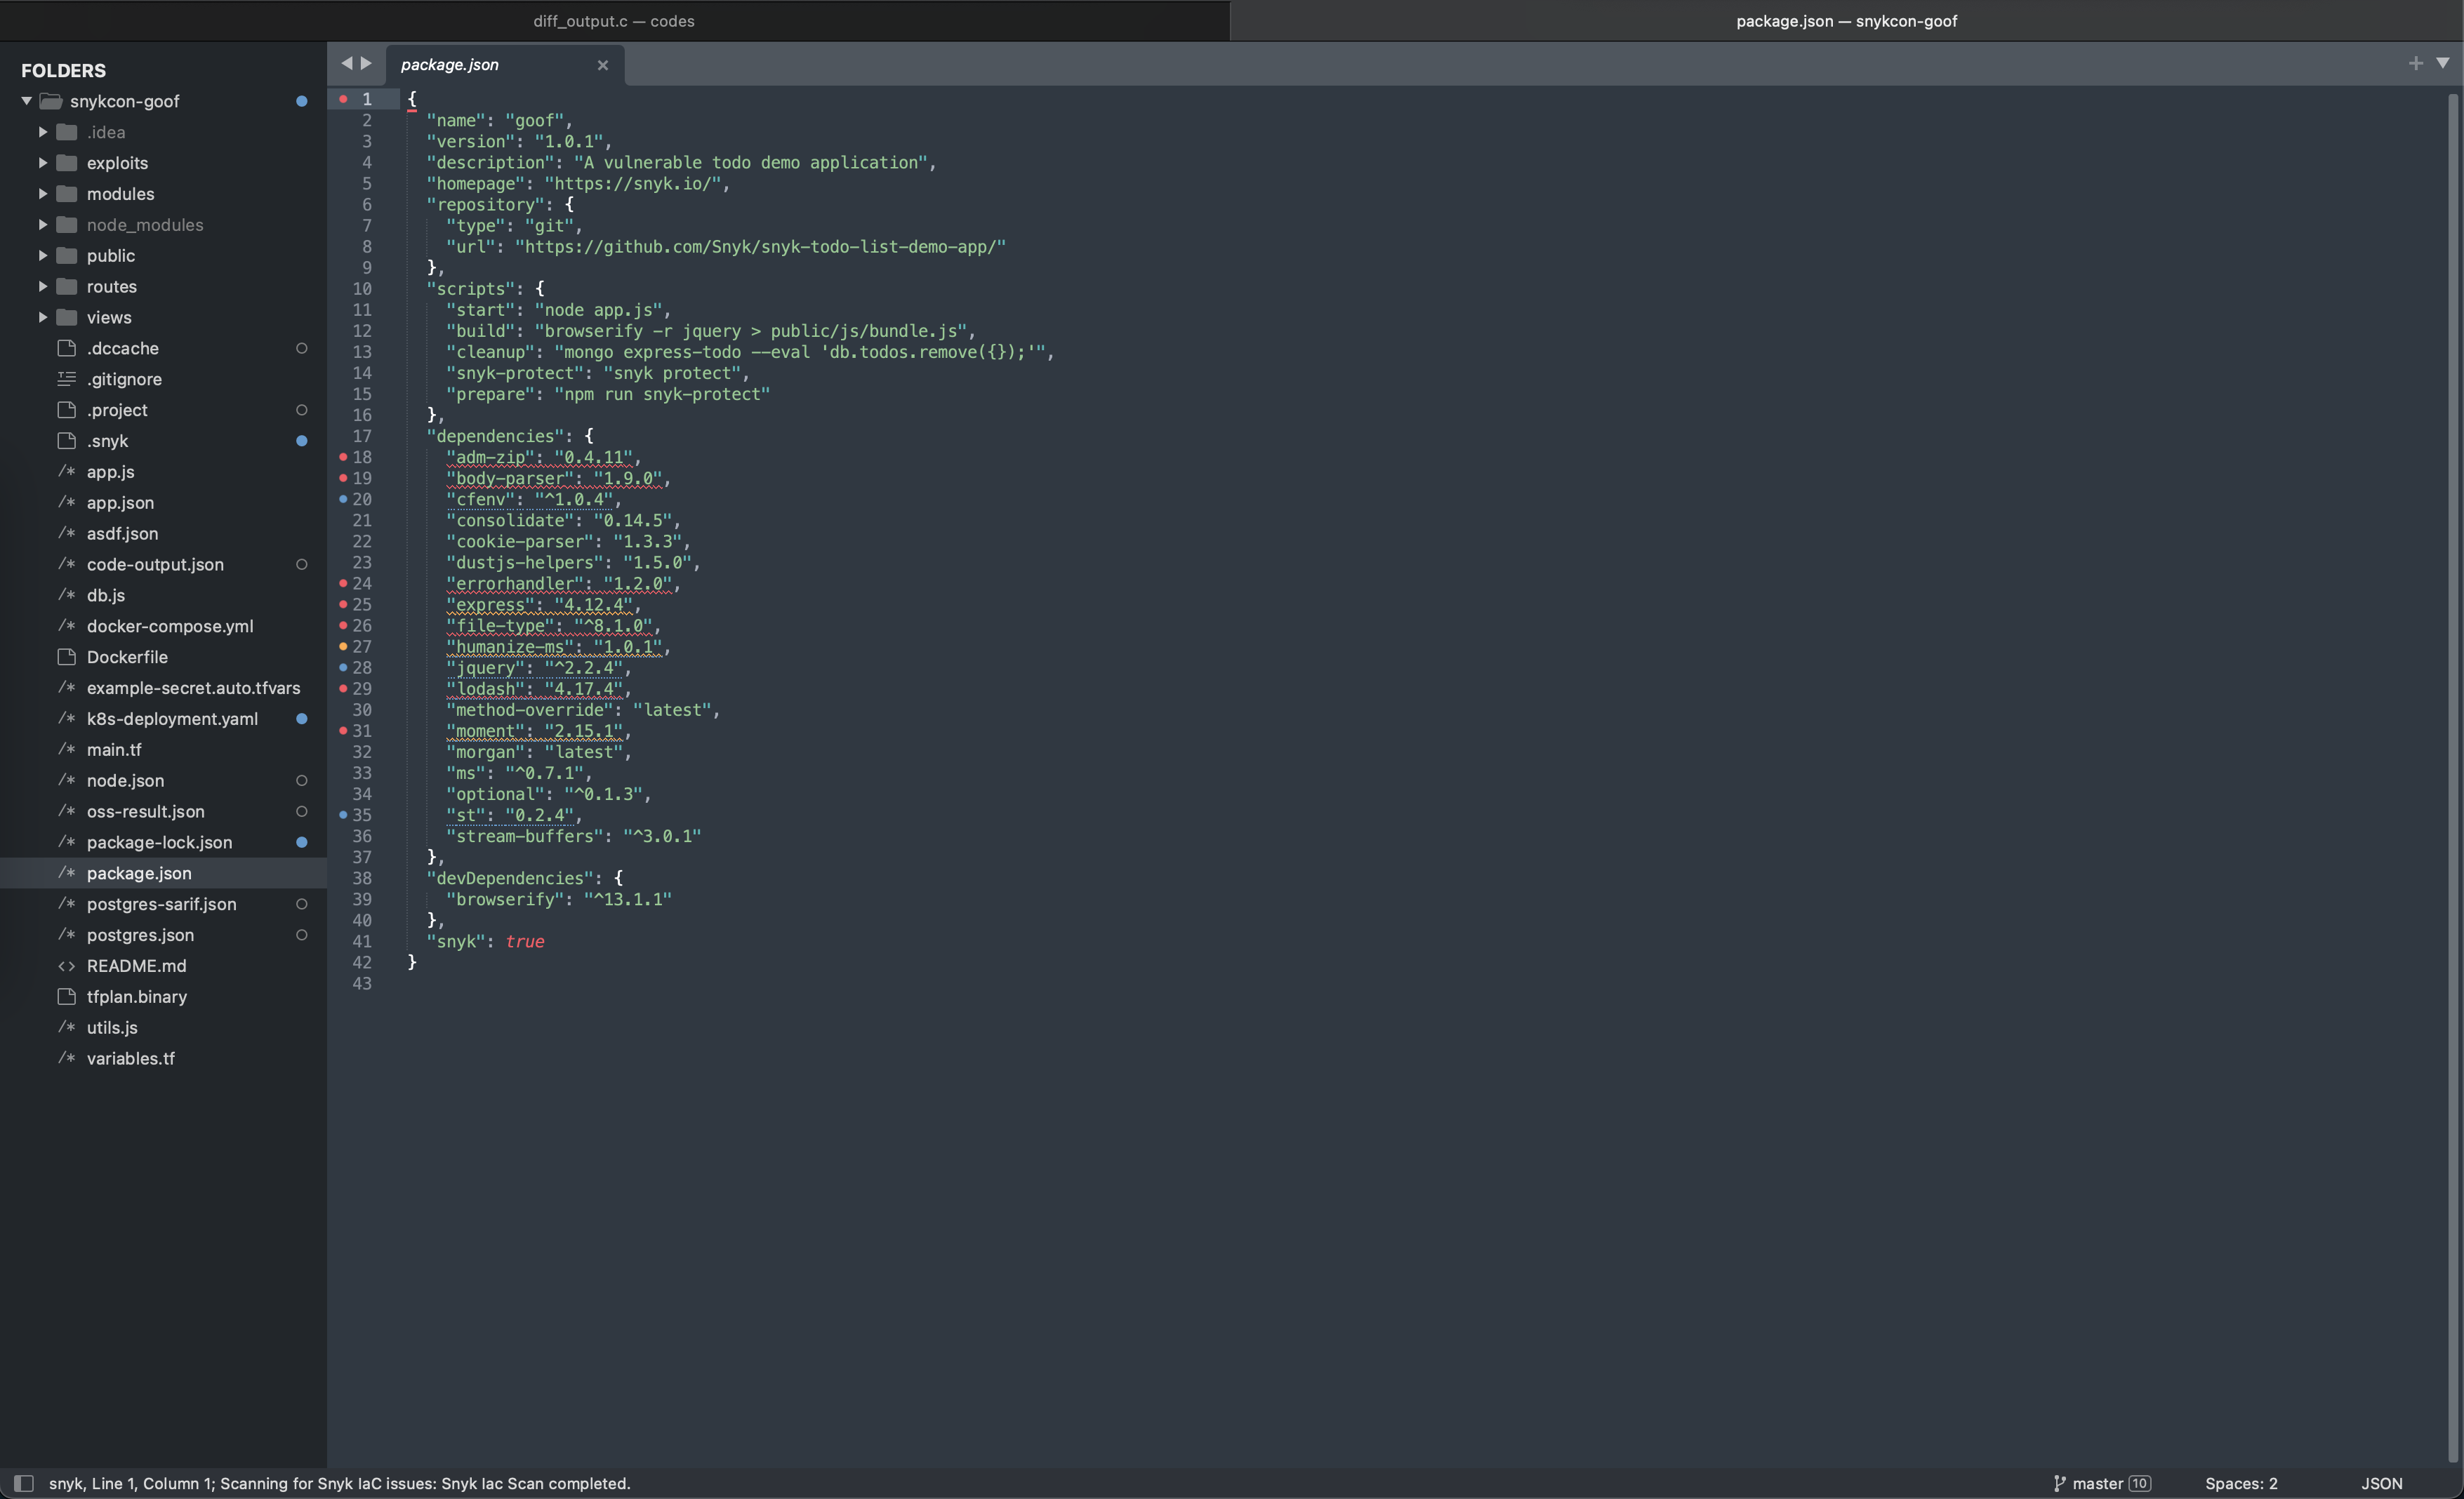 diff_output.c — codes
package.json — snykcon-goof
FOLDERS
snykcon-goof
.idea
exploits
modules
node_modules
public
routes
views
.dccache
.gitignore
.project
.snyk
/* app.js
/* app.json
/* asdf.json
/* code-output.json
/* db.js
/* docker-compose.yml
Dockerfile
/* example-secret.auto.tfvars
/* k8s-deployment.yaml
/* main.tf
/* node.json
/* oss-result.json
/* package-lock.json
/* package.json
/* postgres-sarif.json
/* postgres.json
<> README.md
tfplan.binary
/* utils.js
/* variables.tf
package.json ×
1 {
2 "name": "goof",
3 "version": "1.0.1",
4 "description": "A vulnerable todo demo application",
5 "homepage": "https://snyk.io/",
6 "repository": {
7 "type": "git",
8 "url": "https://github.com/Snyk/snyk-todo-list-demo-app/"
9 },
10 "scripts": {
11 "start": "node app.js",
12 "build": "browserify -r jquery > public/js/bundle.js",
13 "cleanup": "mongo express-todo --eval 'db.todos.remove({});'",
14 "snyk-protect": "snyk protect",
15 "prepare": "npm run snyk-protect"
16 },
17 "dependencies": {
18 "adm-zip": "0.4.11",
19 "body-parser": "1.9.0",
20 "cfenv": "^1.0.4",
21 "consolidate": "0.14.5",
22 "cookie-parser": "1.3.3",
23 "dustjs-helpers": "1.5.0",
24 "errorhandler": "1.2.0",
25 "express": "4.12.4",
26 "file-type": "^8.1.0",
27 "humanize-ms": "1.0.1",
28 "jquery": "^2.2.4",
29 "lodash": "4.17.4",
30 "method-override": "latest",
31 "moment": "2.15.1",
32 "morgan": "latest",
33 "ms": "^0.7.1",
34 "optional": "^0.1.3",
35 "st": "0.2.4",
36 "stream-buffers": "^3.0.1"
37 },
38 "devDependencies": {
39 "browserify": "^13.1.1"
40 },
41 "snyk": true
42 }
43
snyk, Line 1, Column 1; Scanning for Snyk IaC issues: Snyk Iac Scan completed.
master 10
Spaces: 2
JSON